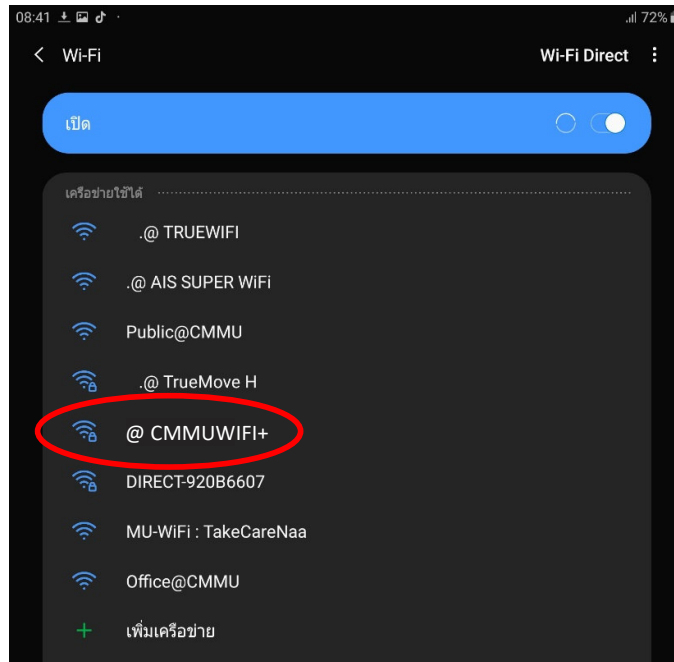 08:41 72%
Wi-Fi Wi-Fi Direct
เปิด
เครือข่ายใช้ได้
.@ TRUEWIFI
.@ AIS SUPER WiFi
Public@CMMU
.@ TrueMove H
@ CMMUWIFI+
DIRECT-920B6607
MU-WiFi : TakeCareNaa
Office@CMMU
เพิ่มเครือข่าย